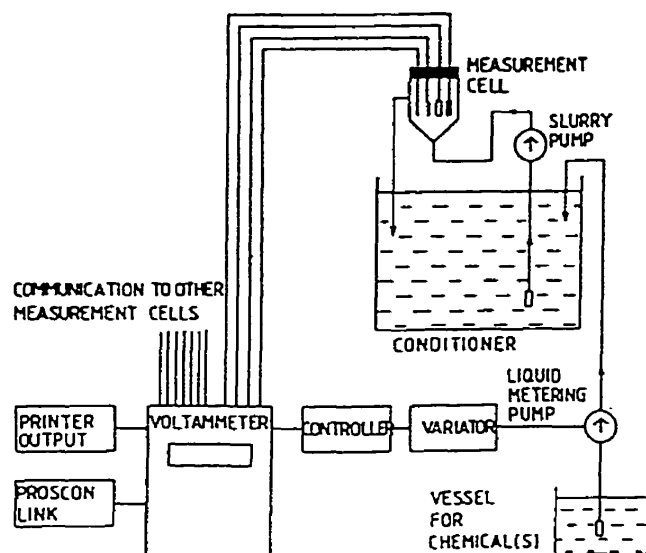 MEASUREMENT
CELL
SLURRY
PUMP
COMMUNICATION TO OTHER
MEASUREMENT CELLS
CONDITIONER
LIQUID
METERING
PUMP
PRINTER
OUTPUT
VOLTAMMETER
CONTROLLER
VARIATOR
PROSCON
LINK
VESSEL
FOR
CHEMICAL(S)